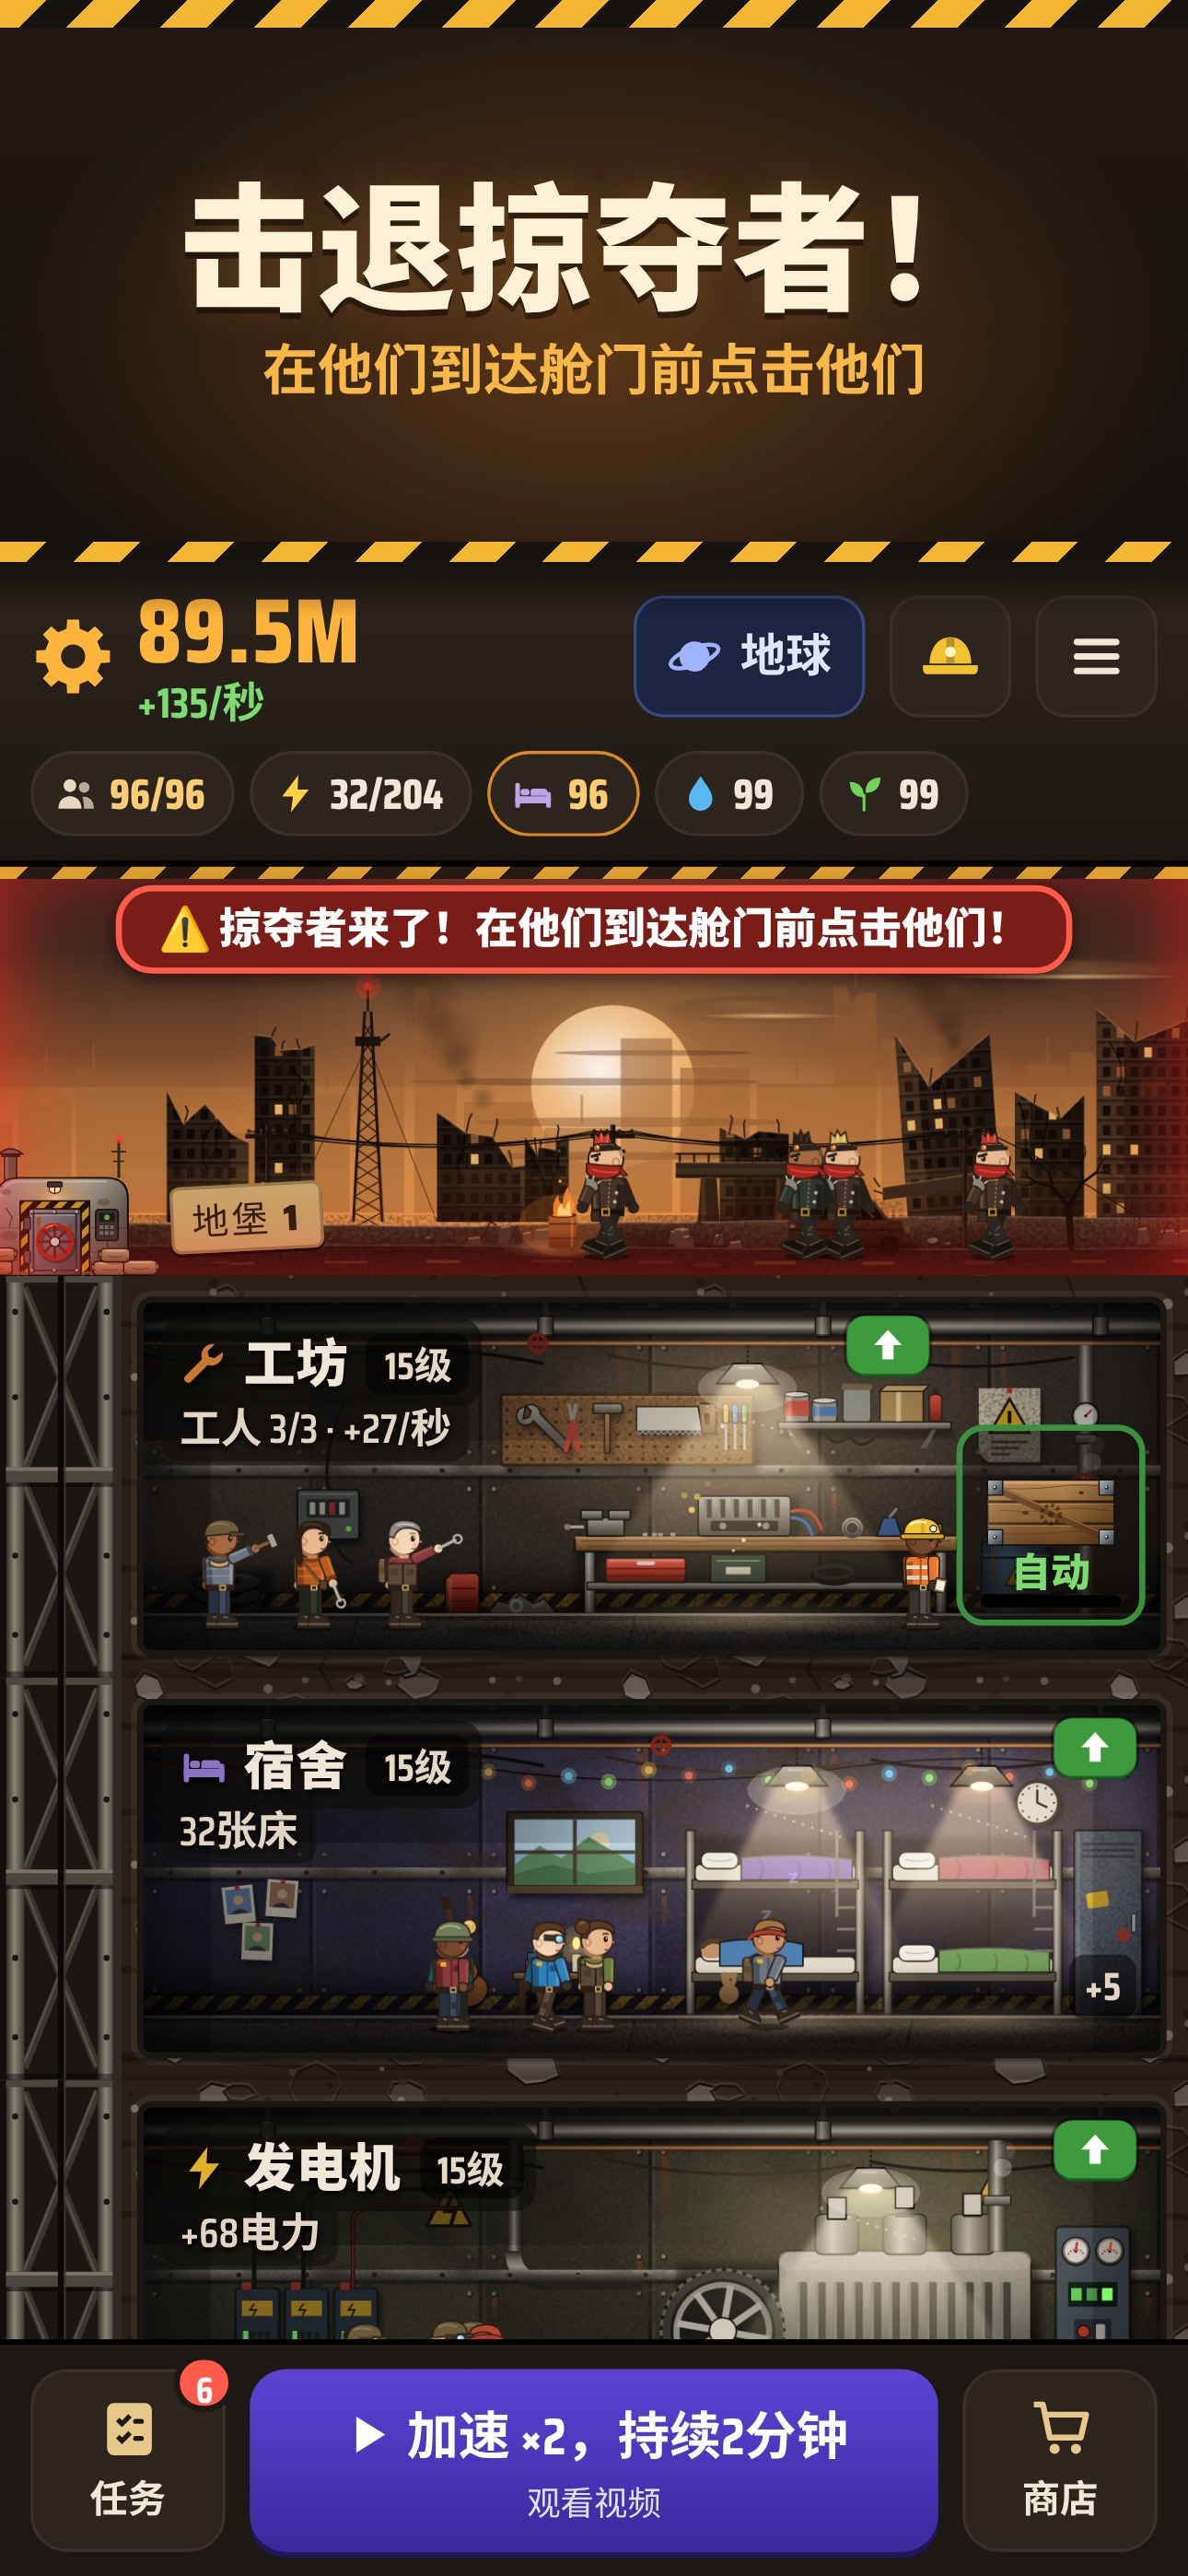 击退掠夺者！
在他们到达舱门前点击他们
89.5M
+135/秒
地球
96/96
32/204
96
99
99
⚠️ 掠夺者来了！在他们到达舱门前点击他们！
地堡 1
工坊 15级
工人 3/3 · +27/秒
自动
宿舍 15级
32张床
z
z
+5
发电机 15级
+68电力
6
任务
加速 ×2，持续2分钟
观看视频
商店